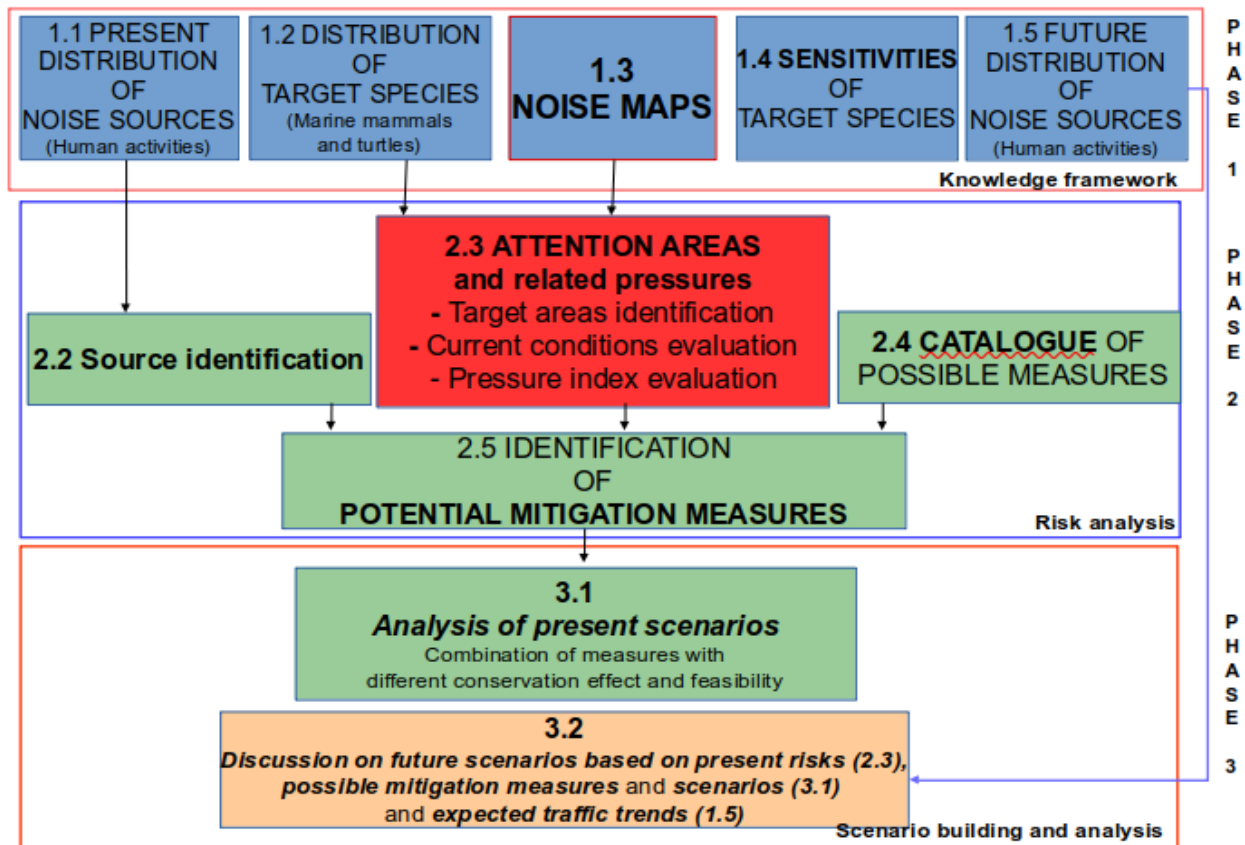 1.1 PRESENT
DISTRIBUTION
OF
NOISE SOURCES
(Human activities)
1.2 DISTRIBUTION
OF
TARGET SPECIES
(Marine mammals
and turtles)
1.3
NOISE MAPS
1.4 SENSITIVITIES
OF
TARGET SPECIES
1.5 FUTURE
DISTRIBUTION
OF
NOISE SOURCES
(Human activities)
Knowledge framework
PHASE 1
2.3 ATTENTION AREAS
and related pressures
- Target areas identification
- Current conditions evaluation
- Pressure index evaluation
2.2 Source identification
2.4 CATALOGUE OF
POSSIBLE MEASURES
2.5 IDENTIFICATION
OF
POTENTIAL MITIGATION MEASURES
Risk analysis
PHASE 2
3.1
Analysis of present scenarios
Combination of measures with
different conservation effect and feasibility
3.2
Discussion on future scenarios based on present risks (2.3),
possible mitigation measures and scenarios (3.1)
and expected traffic trends (1.5)
Scenario building and analysis
PHASE 3